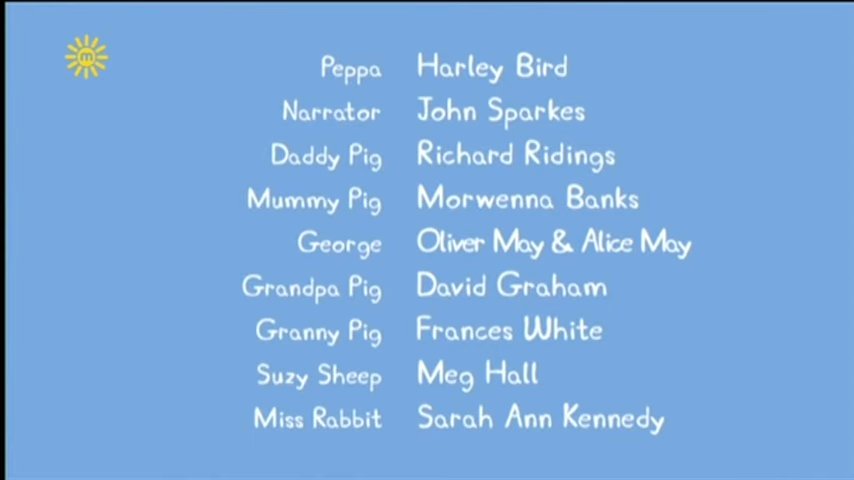 m
Peppa Harley Bird
Narrator John Sparkes
Daddy Pig Richard Ridings
Mummy Pig Morwenna Banks
George Oliver May & Alice May
Grandpa Pig David Graham
Granny Pig Frances White
Suzy Sheep Meg Hall
Miss Rabbit Sarah Ann Kennedy